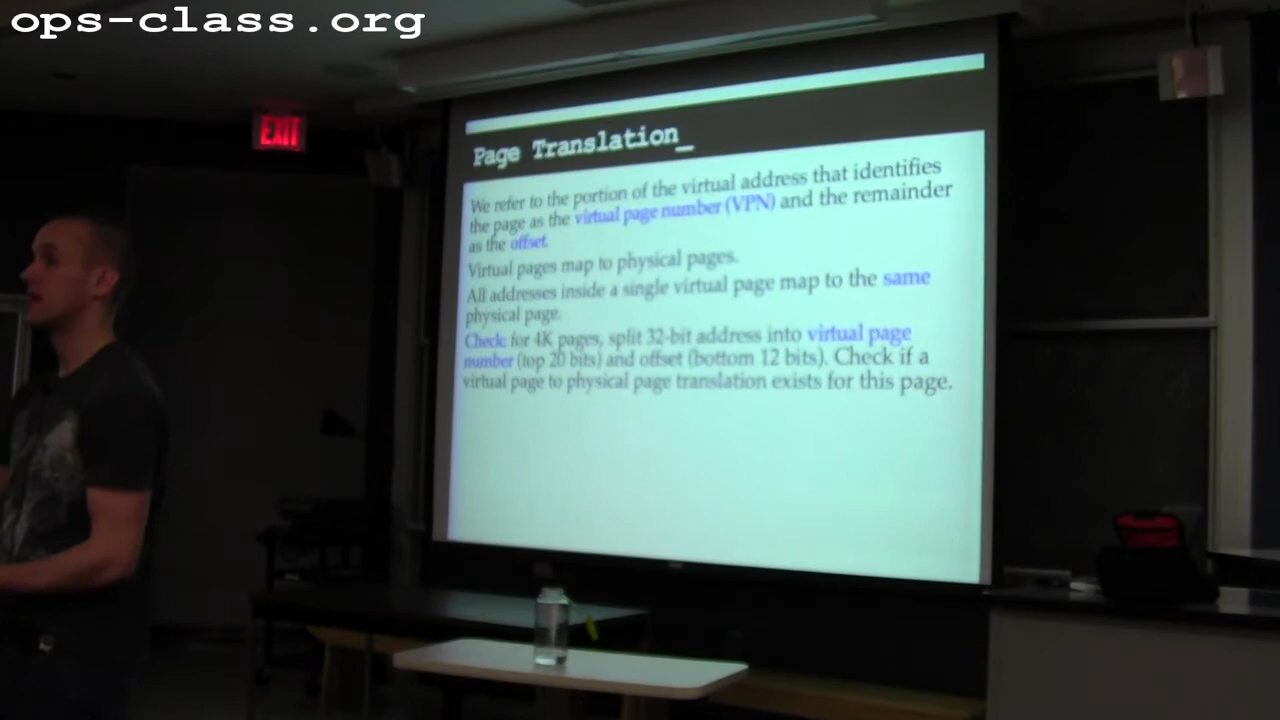 ops-class.org
EXIT
Page Translation_
We refer to the portion of the virtual address that identifies
the page as the virtual page number (VPN) and the remainder
as the offset.
Virtual pages map to physical pages.
All addresses inside a single virtual page map to the same
physical page.
Check: for 4K pages, split 32-bit address into virtual page
number (top 20 bits) and offset (bottom 12 bits). Check if a
virtual page to physical page translation exists for this page.